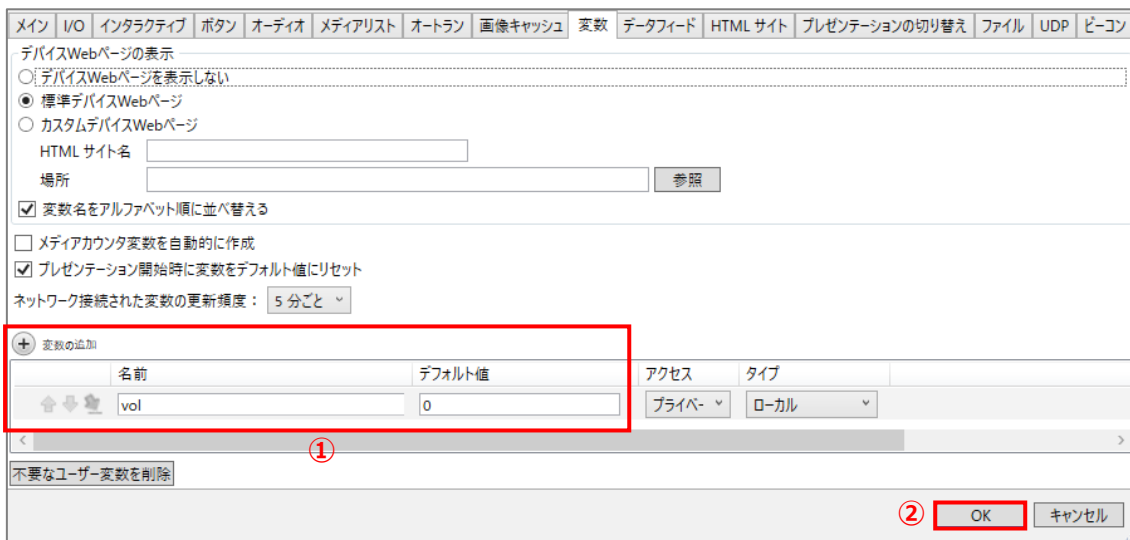 メイン I/O インタラクティブ ボタン オーディオ メディアリスト オートラン 画像キャッシュ 変数 データフィード HTML サイト プレゼンテーションの切り替え ファイル UDP ビーコン
デバイスWebページの表示
デバイスWebページを表示しない
標準デバイスWebページ
カスタムデバイスWebページ
HTML サイト名
場所 参照
変数名をアルファベット順に並べ替える
メディアカウンタ変数を自動的に作成
プレゼンテーション開始時に変数をデフォルト値にリセット
ネットワーク接続された変数の更新頻度： 5 分ごと
変数の追加
名前 デフォルト値 アクセス タイプ
vol 0 プライベ- ローカル
①
不要なユーザー変数を削除
② OK キャンセル